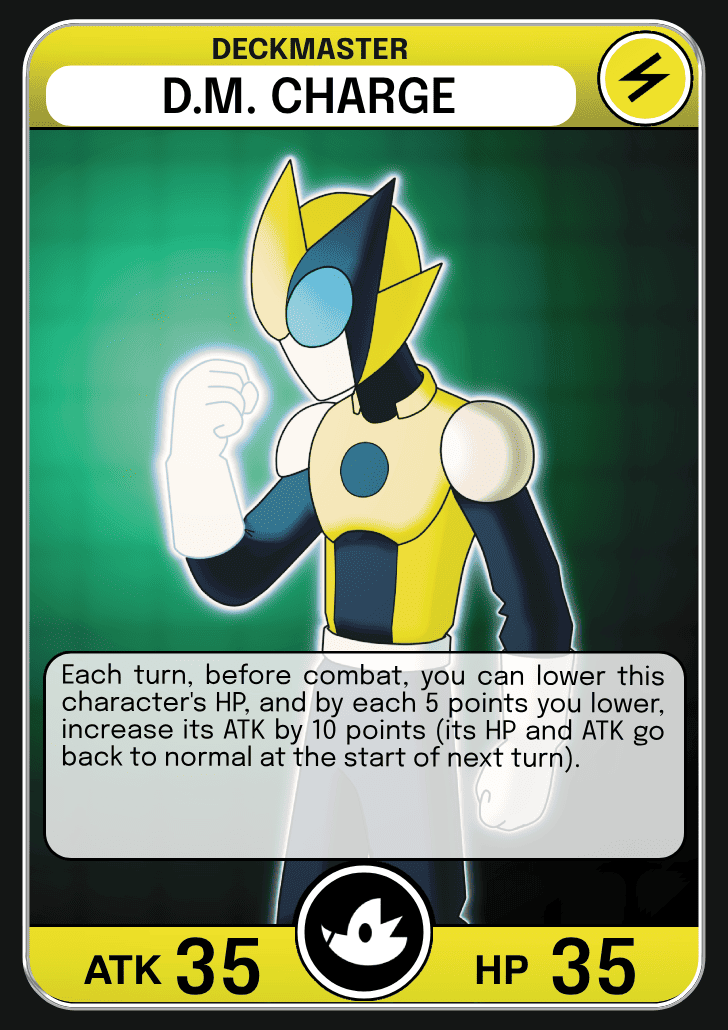 DECKMASTER
D.M. CHARGE
Each turn, before combat, you can lower this
character's HP, and by each 5 points you lower,
increase its ATK by 10 points (its HP and ATK go
back to normal at the start of next turn).
ATK 35 HP 35